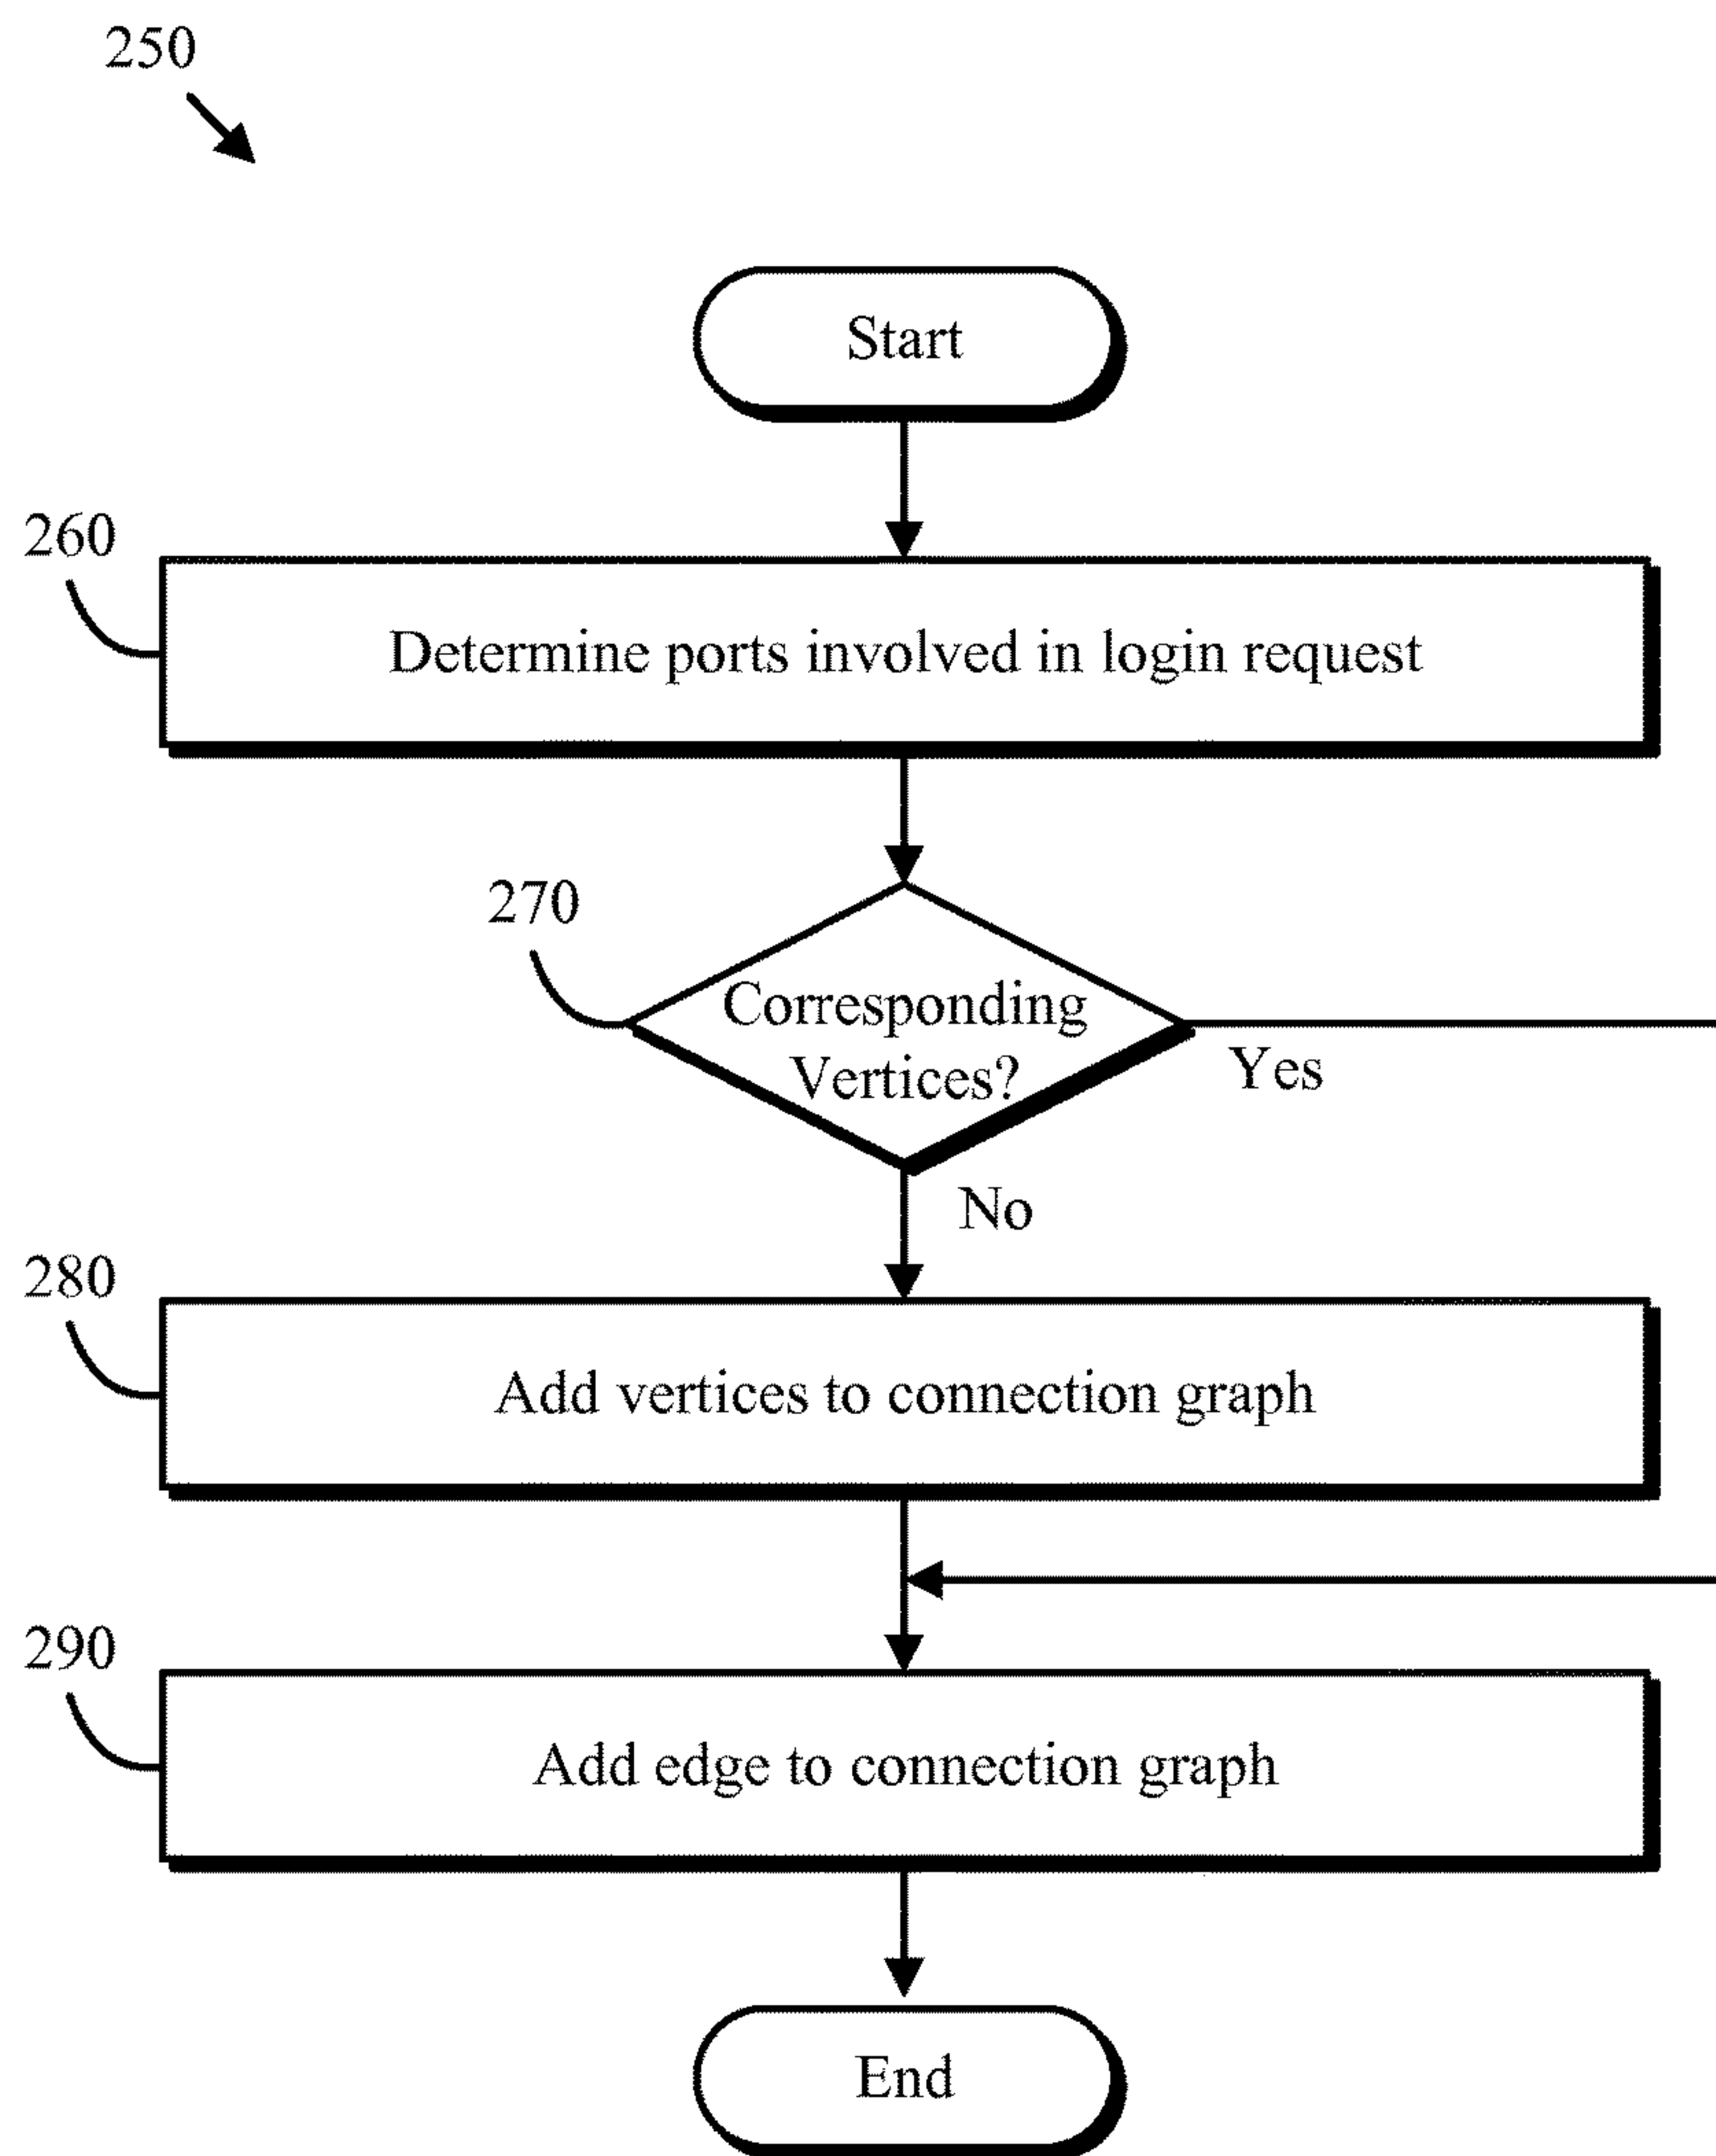 250
Start
260
Determine ports involved in login request
270
Corresponding
Vertices?
Yes
No
280
Add vertices to connection graph
290
Add edge to connection graph
End